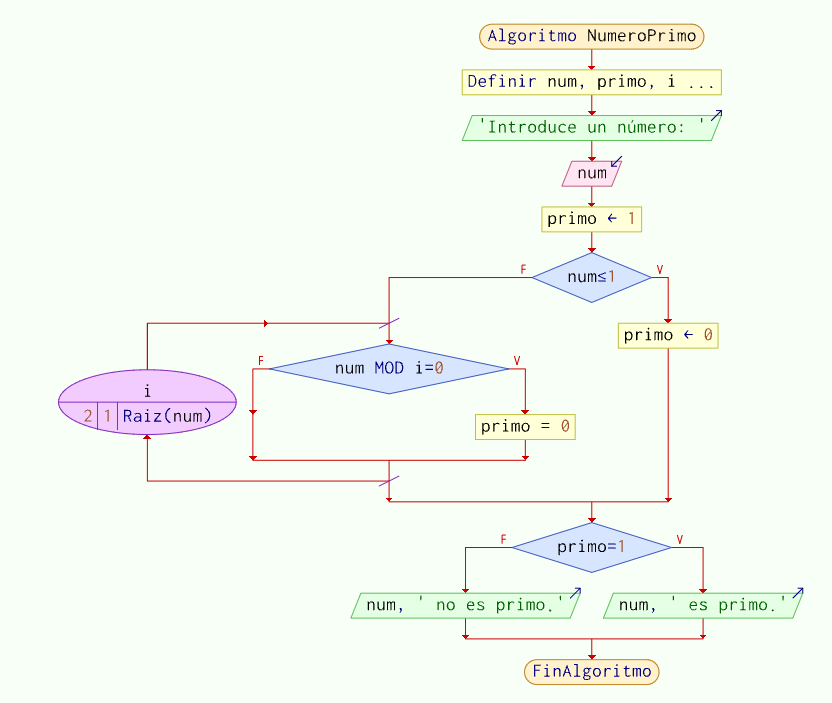 Algoritmo NumeroPrimo
Definir num, primo, i ...
'Introduce un número: '
num
primo ← 1
num≤1
F
V
primo ← 0
num MOD i=0
F
V
i
2 1 Raiz(num)
primo = 0
primo=1
F
V
num, ' no es primo.'
num, ' es primo.'
FinAlgoritmo